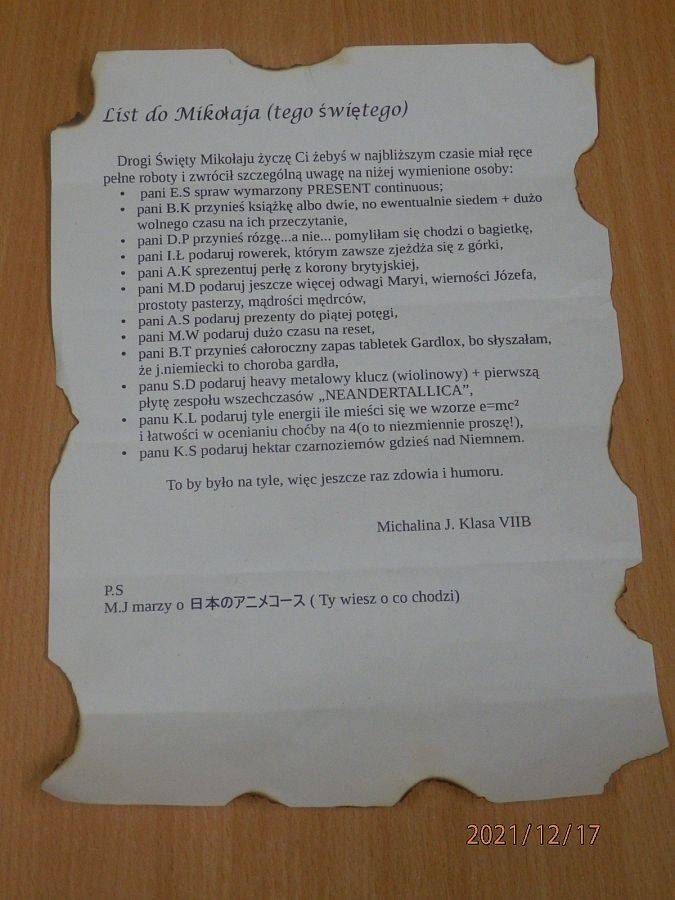 List do Mikołaja (tego świętego)
Drogi Święty Mikołaju życzę Ci żebyś w najbliższym czasie miał ręce
pełne roboty i zwrócił szczególną uwagę na niżej wymienione osoby:
• pani E.S spraw wymarzony PRESENT continuous;
• pani B.K przynieś książkę albo dwie, no ewentualnie siedem + dużo
wolnego czasu na ich przeczytanie,
• pani D.P przynieś rózgę...a nie... pomyliłam się chodzi o bagietkę,
• pani I.Ł podaruj rowerek, którym zawsze zjeżdża się z górki,
• pani A.K sprezentuj perłę z korony brytyjskiej,
• pani M.D podaruj jeszcze więcej odwagi Maryi, wierności Józefa,
prostoty pasterzy, mądrości mędrców,
• pani A.S podaruj prezenty do piątej potęgi,
• pani M.W podaruj dużo czasu na reset,
• pani B.T przynieś całoroczny zapas tabletek Gardlox, bo słyszałam,
że j.niemiecki to choroba gardła,
• panu S.D podaruj heavy metalowy klucz (wiolinowy) + pierwszą
płytę zespołu wszechczasów „NEANDERTALLICA”,
• panu K.L podaruj tyle energii ile mieści się we wzorze e=mc²
i łatwości w ocenianiu choćby na 4(o to niezmiennie proszę!),
• panu K.S podaruj hektar czarnoziemów gdzieś nad Niemnem.
To by było na tyle, więc jeszcze raz zdrowia i humoru.
Michalina J. Klasa VIIB
P.S
M.J marzy o 日本のアニメコース ( Ty wiesz o co chodzi)
2021/12/17